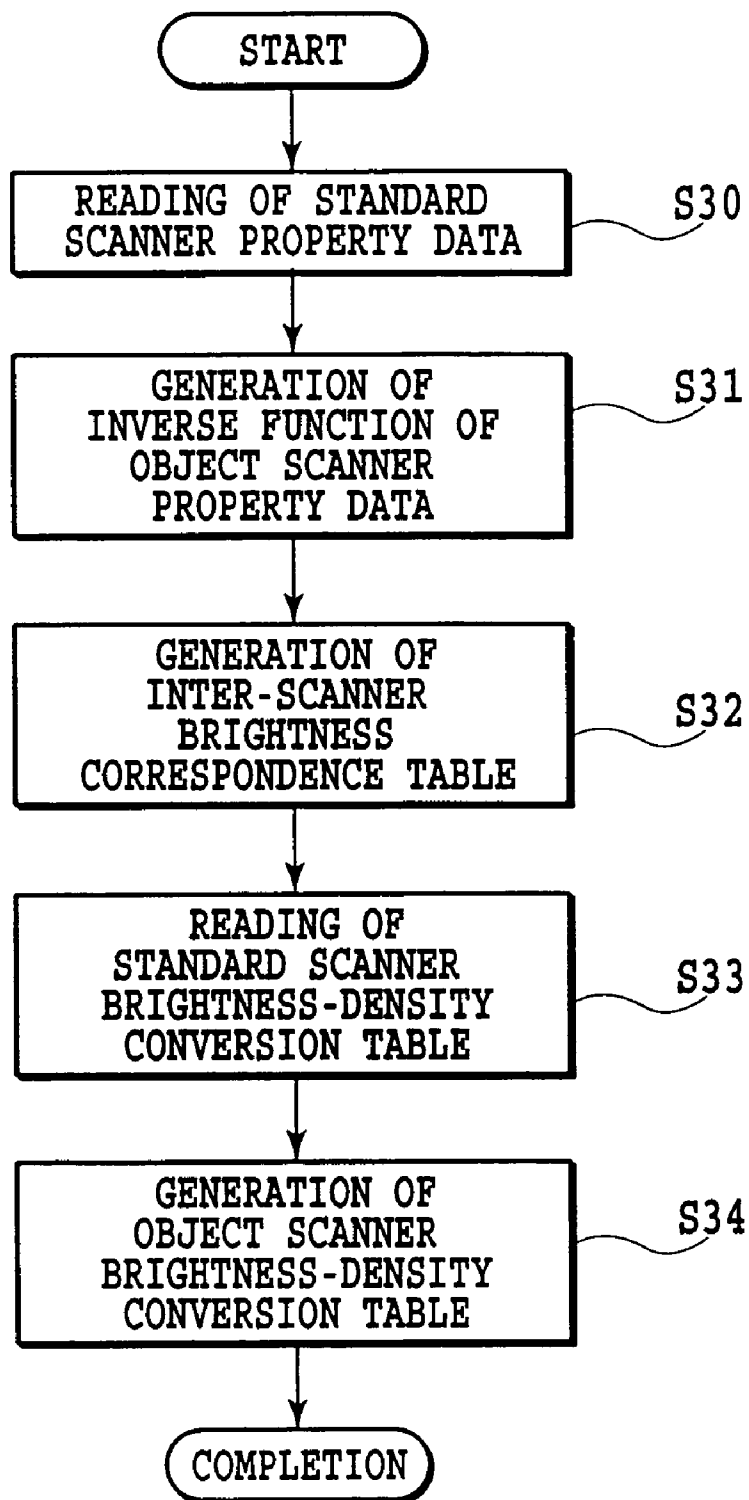 START
READING OF STANDARD
SCANNER PROPERTY DATA
S30
GENERATION OF
INVERSE FUNCTION OF
OBJECT SCANNER
PROPERTY DATA
S31
GENERATION OF
INTER-SCANNER
BRIGHTNESS
CORRESPONDENCE TABLE
S32
READING OF
STANDARD SCANNER
BRIGHTNESS-DENSITY
CONVERSION TABLE
S33
GENERATION OF
OBJECT SCANNER
BRIGHTNESS-DENSITY
CONVERSION TABLE
S34
COMPLETION